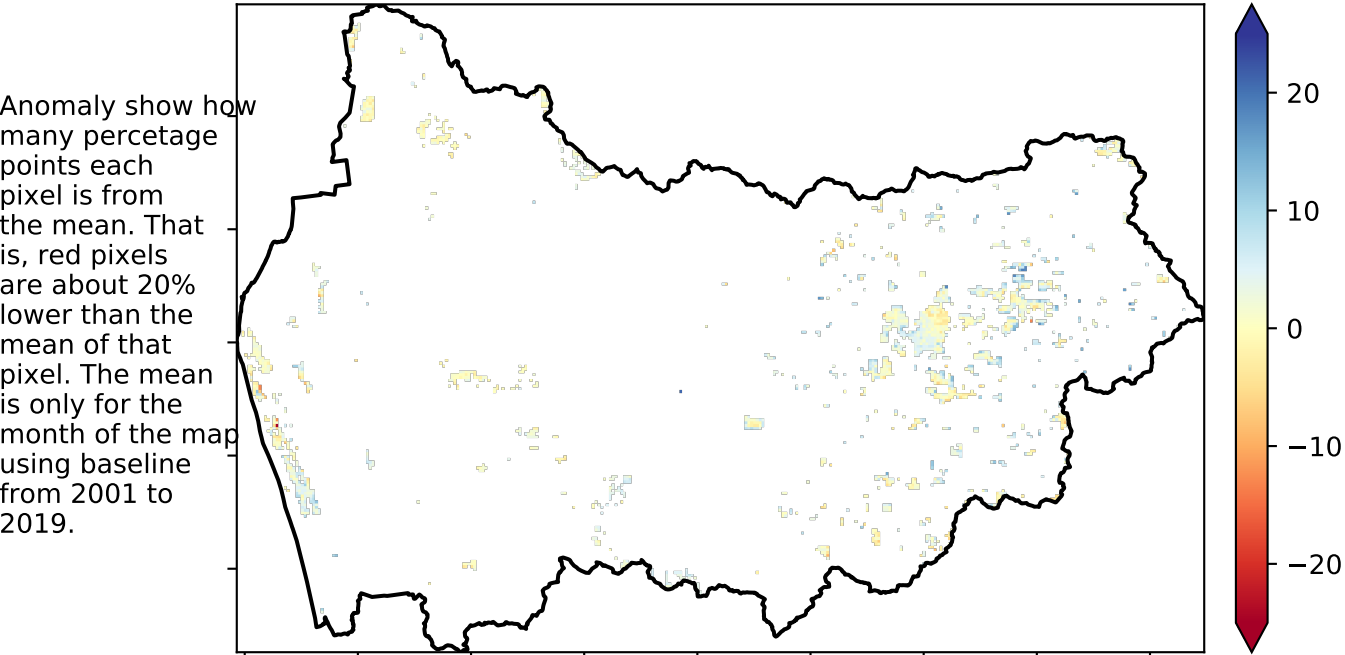 Anomaly show how
many percetage
points each
pixel is from
the mean. That
is, red pixels
are about 20%
lower than the
mean of that
pixel. The mean
is only for the
month of the map
using baseline
from 2001 to
2019.
20
10
0
−10
−20